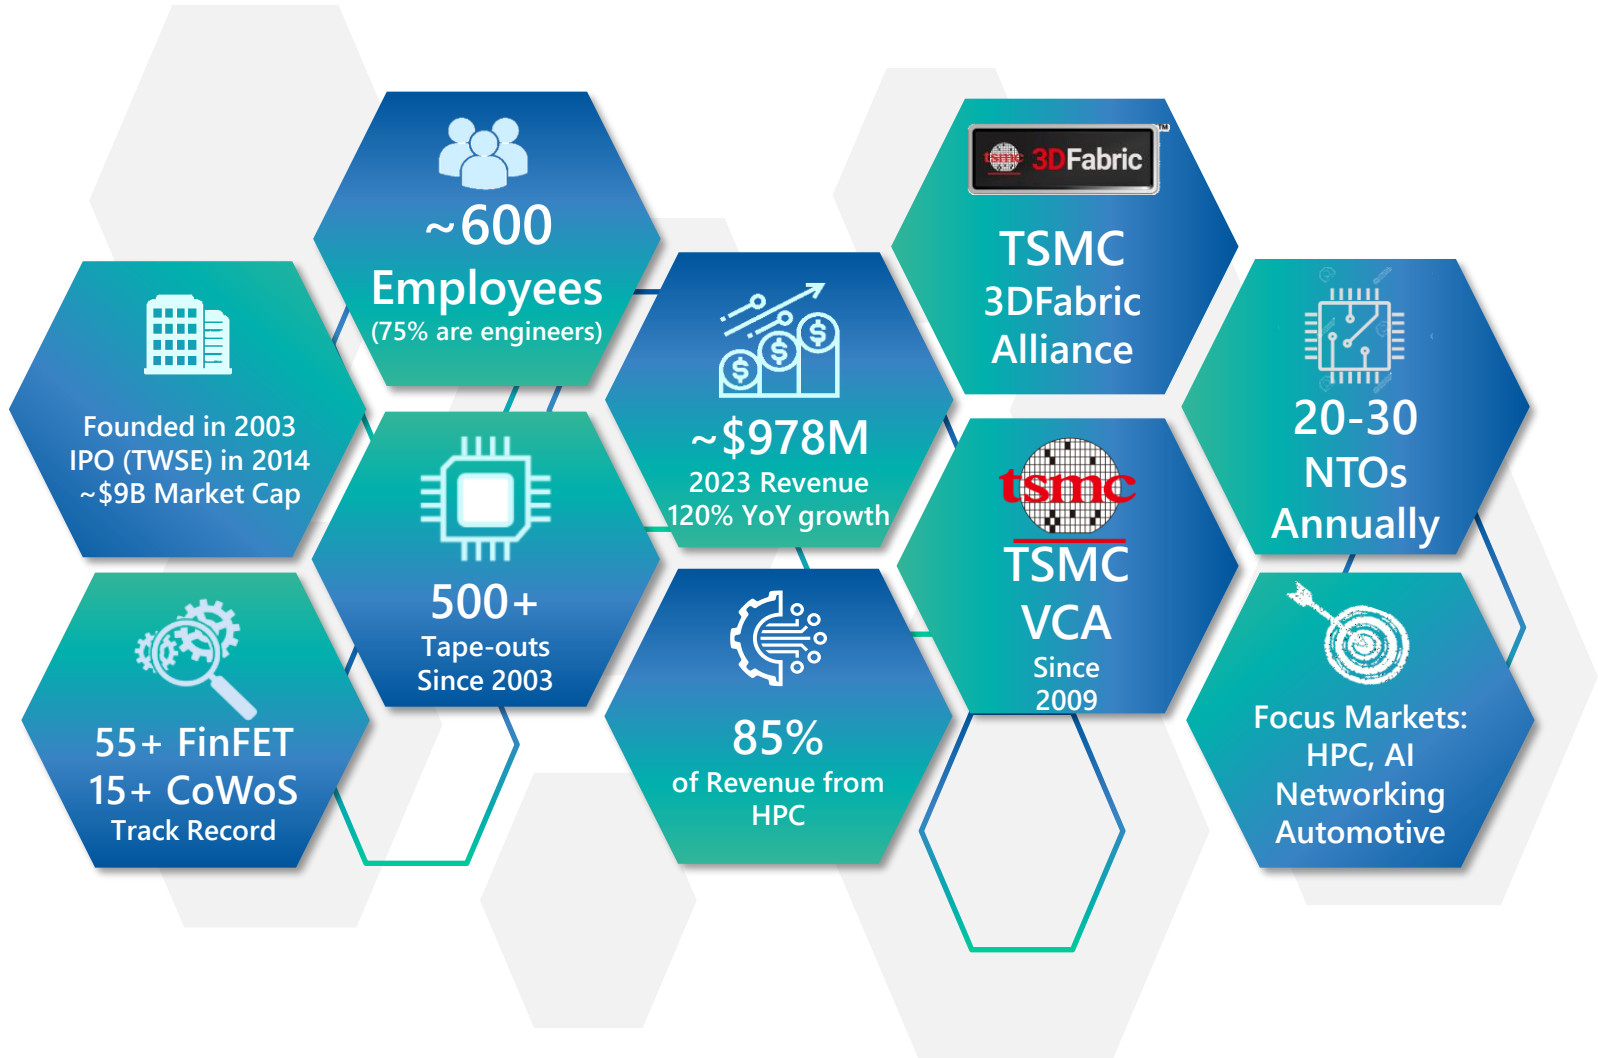 ~600
Employees
(75% are engineers)
Founded in 2003
IPO (TWSE) in 2014
~$9B Market Cap
500+
Tape-outs
Since 2003
55+ FinFET
15+ CoWoS
Track Record
~$978M
2023 Revenue
120% YoY growth
85%
of Revenue from
HPC
tsmc 3DFabric TM
TSMC
3DFabric
Alliance
tsmc
TSMC
VCA
Since
2009
20-30
NTOs
Annually
Focus Markets:
HPC, AI
Networking
Automotive